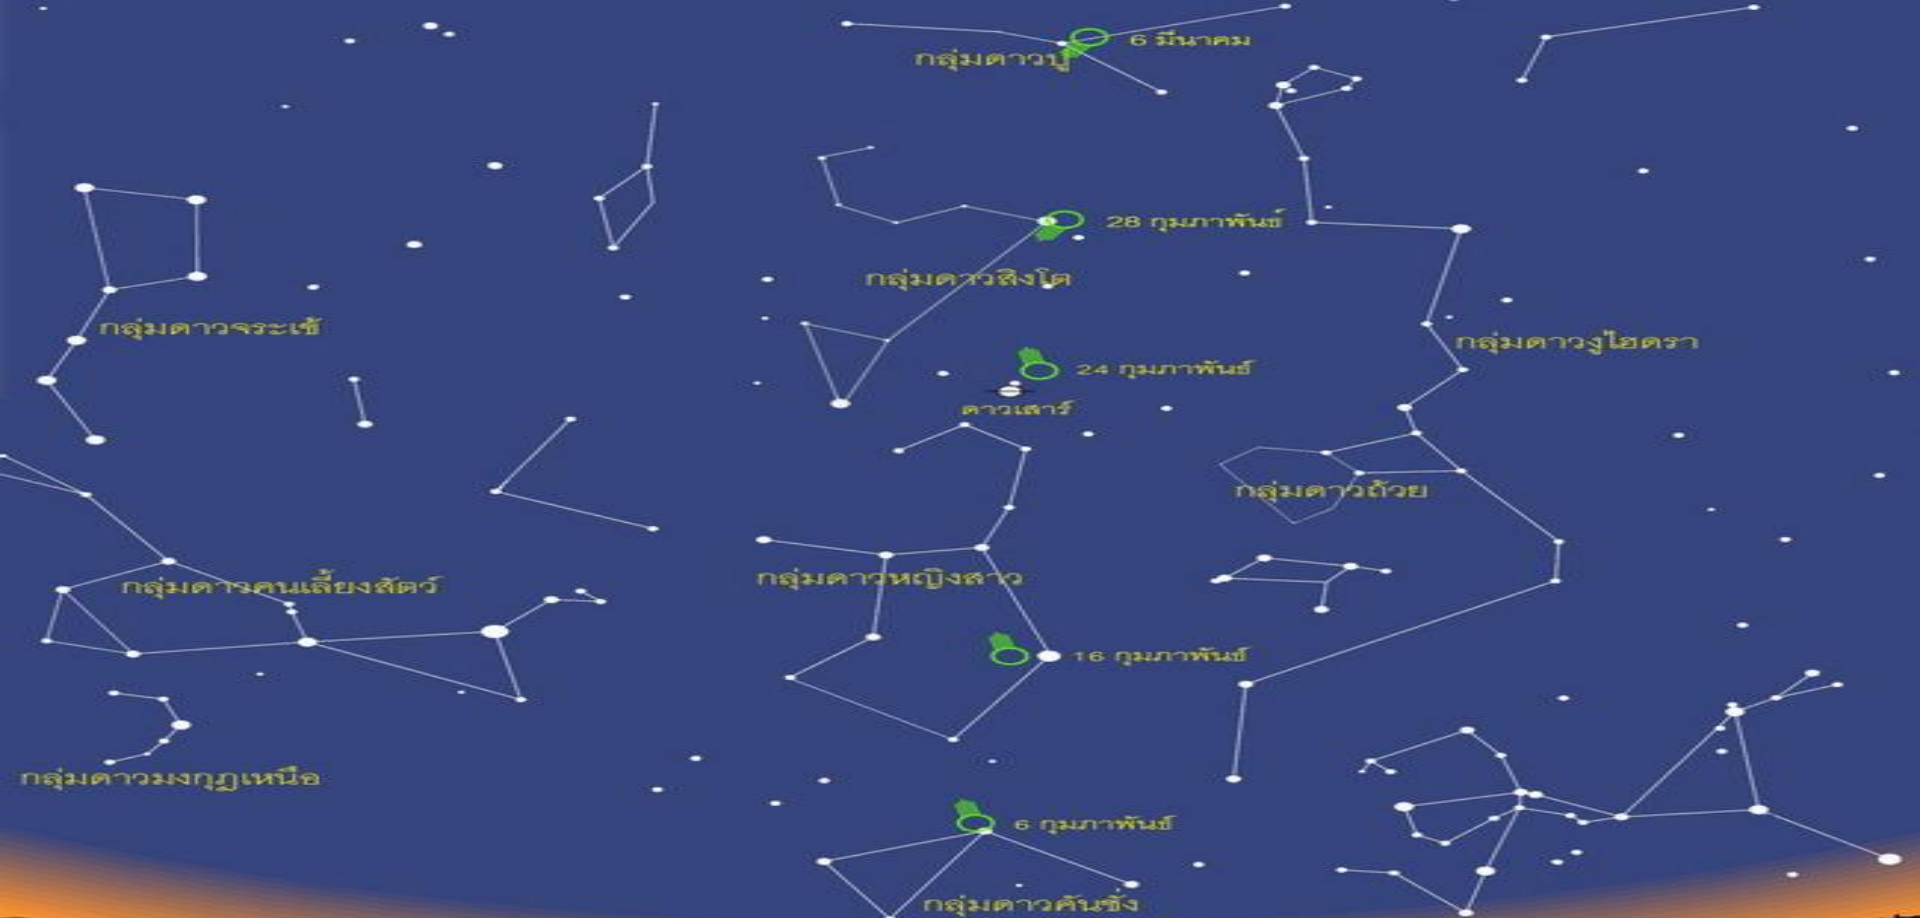 6 มีนาคม
กลุ่มดาวปู
28 กุมภาพันธ์
กลุ่มดาวสิงโต
กลุ่มดาวจระเข้
กลุ่มดาวงูไฮดรา
24 กุมภาพันธ์
ดาวเสาร์
กลุ่มดาวถ้วย
กลุ่มดาวคนเลี้ยงสัตว์
กลุ่มดาวหญิงสาว
16 กุมภาพันธ์
กลุ่มดาวมงกุฎเหนือ
6 กุมภาพันธ์
กลุ่มดาวคันชั่ง